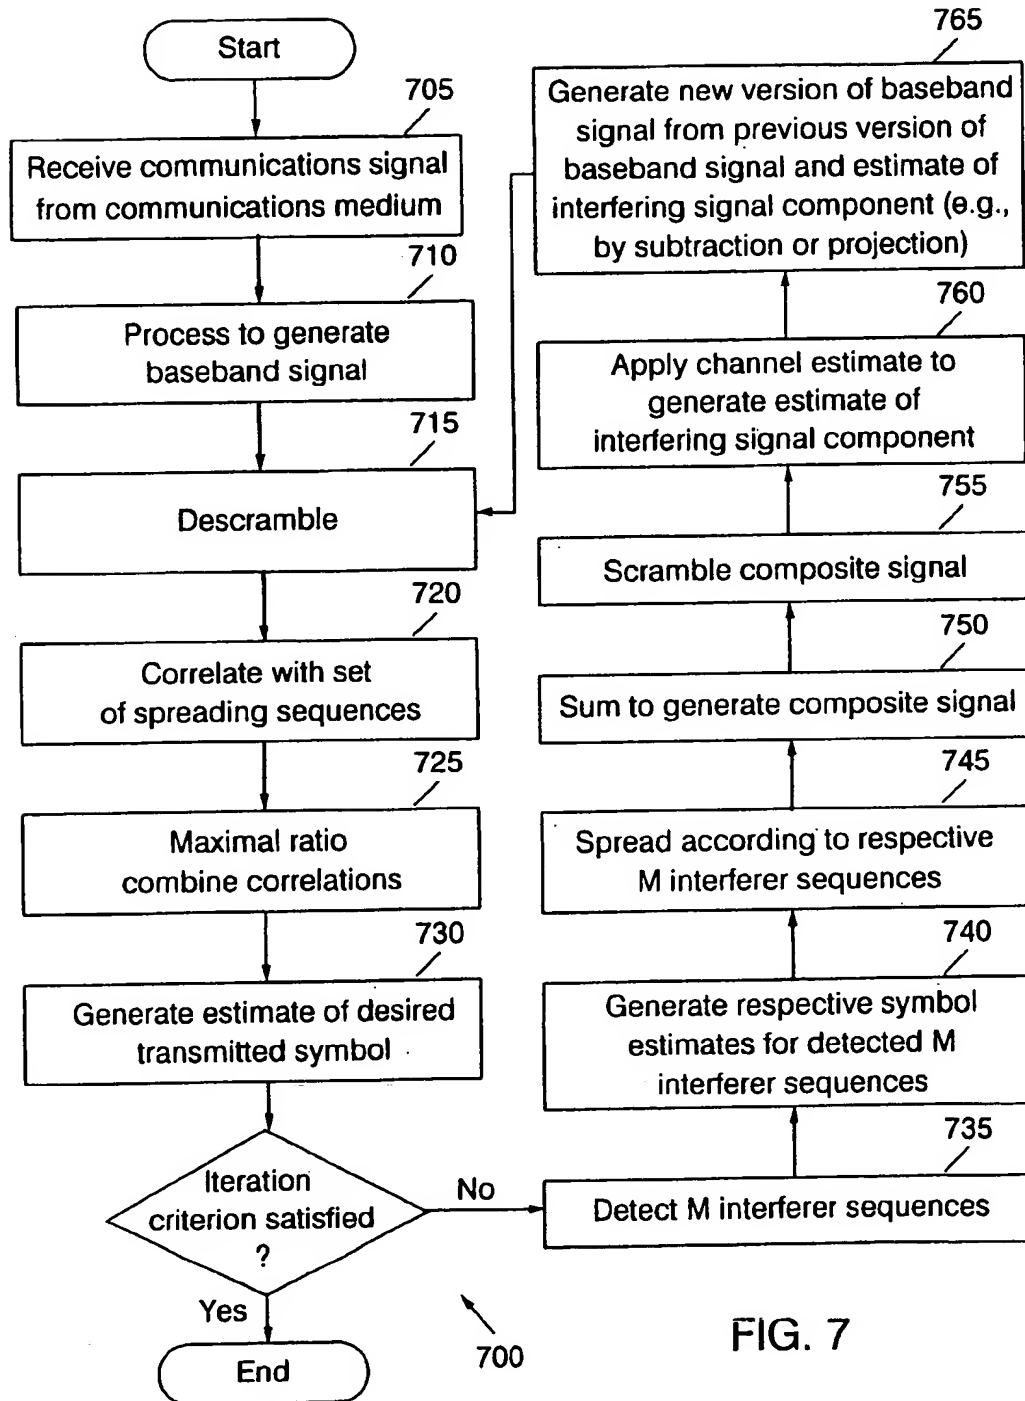 Start
705
Receive communications signal
from communications medium
710
Process to generate
baseband signal
715
Descramble
720
Correlate with set
of spreading sequences
725
Maximal ratio
combine correlations
730
Generate estimate of desired
transmitted symbol
Iteration
criterion satisfied
?
No
Yes
End
735
Detect M interferer sequences
740
Generate respective symbol
estimates for detected M
interferer sequences
745
Spread according to respective
M interferer sequences
750
Sum to generate composite signal
755
Scramble composite signal
760
Apply channel estimate to
generate estimate of
interfering signal component
765
Generate new version of baseband
signal from previous version of
baseband signal and estimate of
interfering signal component (e.g.,
by subtraction or projection)
700
FIG. 7